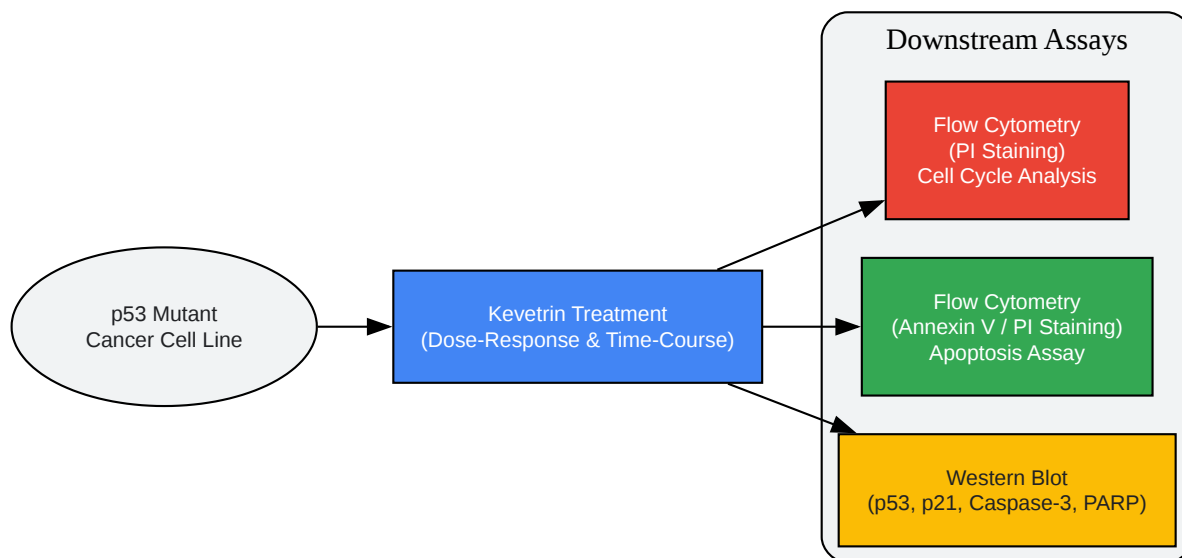 p53 Mutant
Cancer Cell Line
Kevetrin Treatment
(Dose-Response & Time-Course)
Downstream Assays
Flow Cytometry
(PI Staining)
Cell Cycle Analysis
Flow Cytometry
(Annexin V / PI Staining)
Apoptosis Assay
Western Blot
(p53, p21, Caspase-3, PARP)